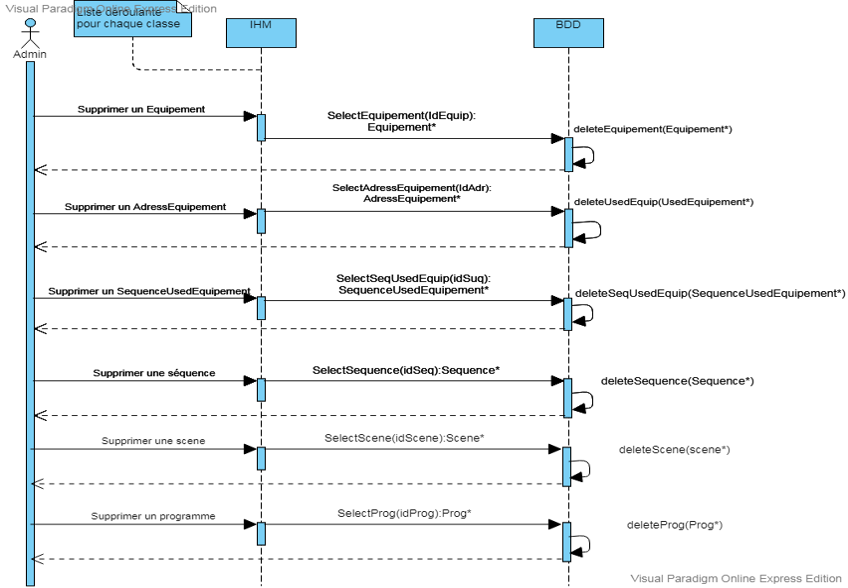 Visual Paradigm Online Express Edition
Liste déroulante
pour chaque classe
IHM
BDD
Admin
Supprimer un Equipement
SelectEquipement(IdEquip):
Equipement*
deleteEquipement(Equipement*)
Supprimer un AdressEquipement
SelectAdressEquipement(IdAdr):
AdressEquipement*
deleteUsedEquip(UsedEquipement*)
Supprimer un SequenceUsedEquipement
SelectSeqUsedEquip(idSuq):
SequenceUsedEquipement*
deleteSeqUsedEquip(SequenceUsedEquipement*)
Supprimer une séquence
SelectSequence(idSeq):Sequence*
deleteSequence(Sequence*)
Supprimer une scene
SelectScene(idScene):Scene*
deleteScene(scene*)
Supprimer un programme
SelectProg(idProg):Prog*
deleteProg(Prog*)
Visual Paradigm Online Express Edition